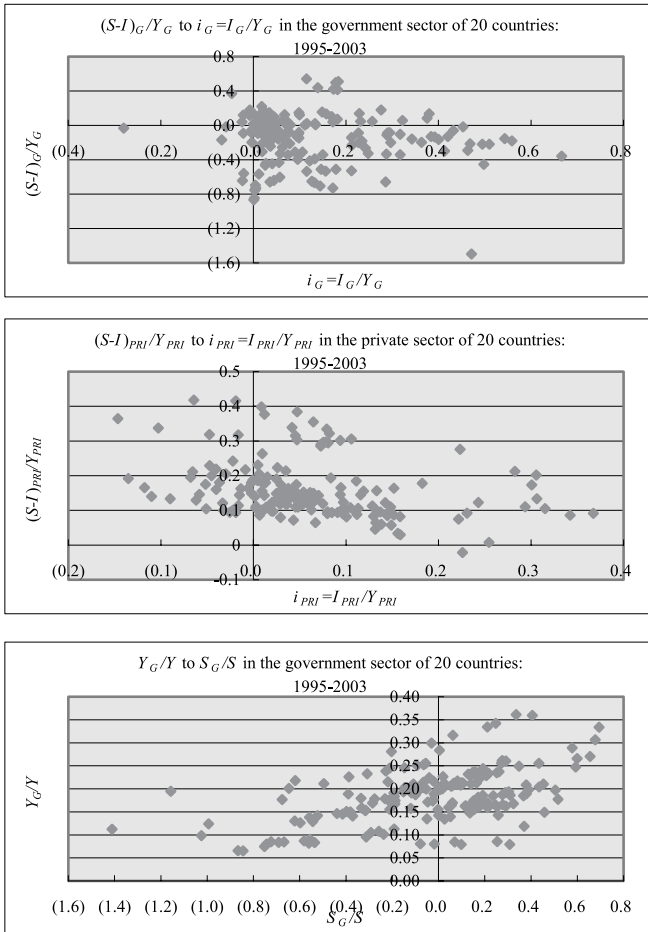 (S-I)G/YG to iG=IG/YG in the government sector of 20 countries:
1995-2003
0.8
0.4
0.0
(0.4)
(0.8)
(1.2)
(1.6)
(0.4) (0.2) 0.0 0.2 0.4 0.6 0.8
(S-I)G/YG
iG=IG/YG
(S-I)PRI/YPRI to iPRI=IPRI/YPRI in the private sector of 20 countries:
1995-2003
0.5
0.4
0.3
0.2
0.1
0
-0.1
(0.2) (0.1) 0.0 0.1 0.2 0.3 0.4
(S-I)PRI/YPRI
iPRI=IPRI/YPRI
YG/Y to SG/S in the government sector of 20 countries:
1995-2003
0.40
0.35
0.30
0.25
0.20
0.15
0.10
0.05
0.00
(1.6) (1.4) (1.2) (1.0) (0.8) (0.6) (0.4) (0.2) 0.0 0.2 0.4 0.6 0.8
YG/Y
SG/S